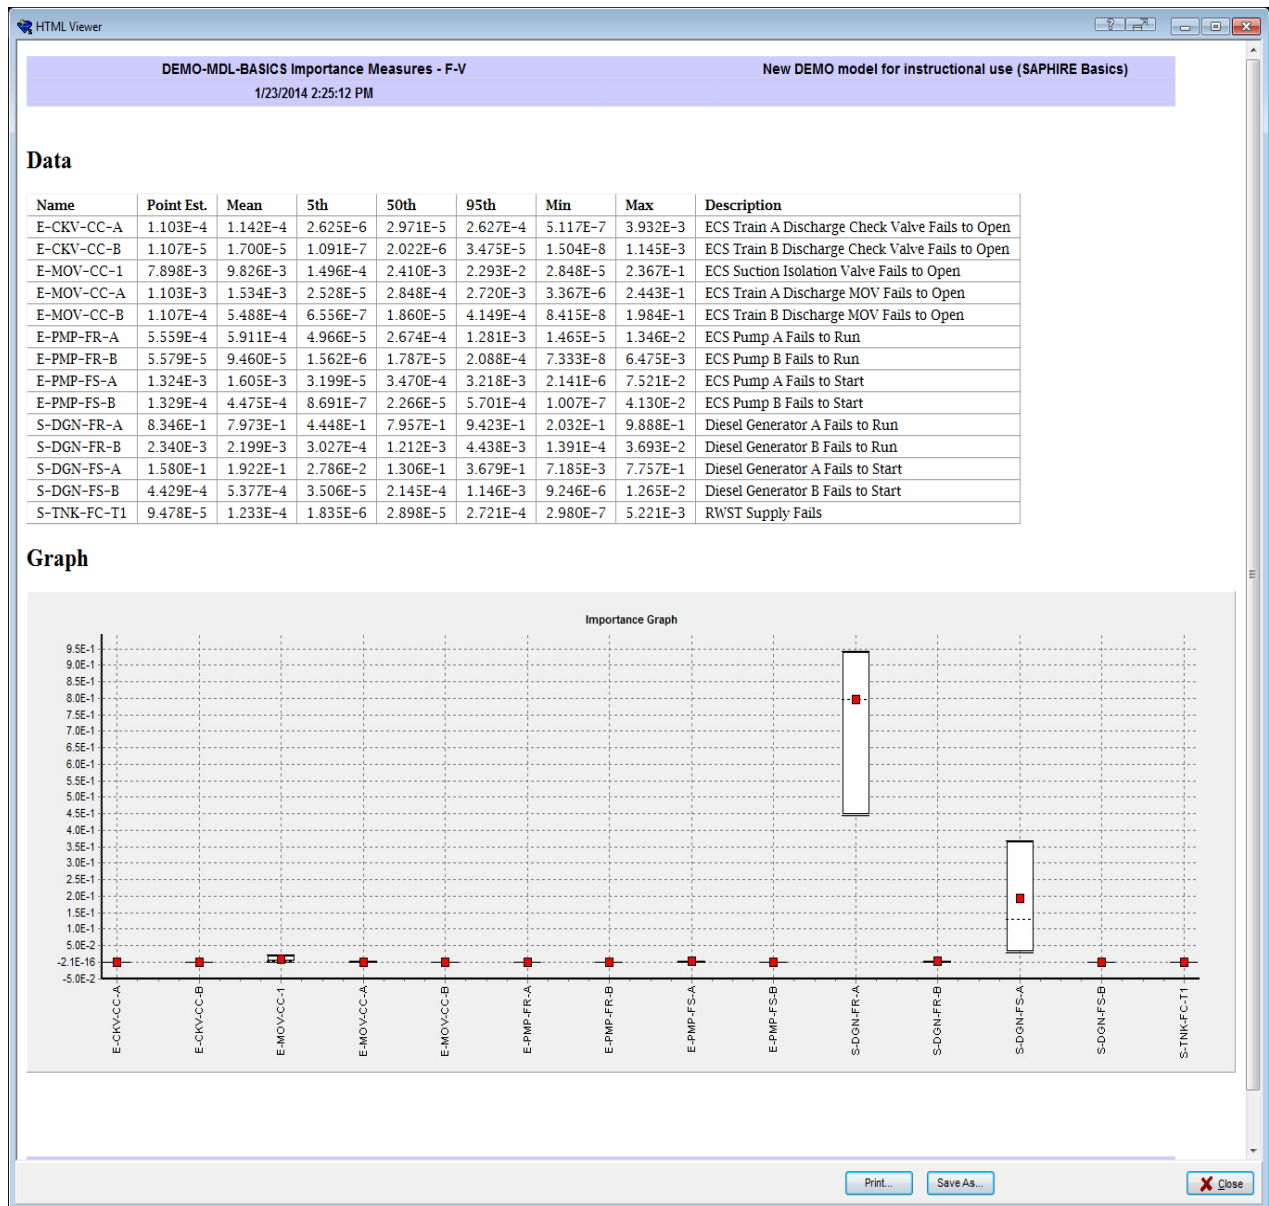 HTML Viewer
DEMO-MDL-BASICS Importance Measures - F-V New DEMO model for instructional use (SAPHIRE Basics)
1/23/2014 2:25:12 PM
Data
Name Point Est. Mean 5th 50th 95th Min Max Description
E-CKV-CC-A 1.103E-4 1.142E-4 2.625E-6 2.971E-5 2.627E-4 5.117E-7 3.932E-3 ECS Train A Discharge Check Valve Fails to Open
E-CKV-CC-B 1.107E-5 1.700E-5 1.091E-7 2.022E-6 3.475E-5 1.504E-8 1.145E-3 ECS Train B Discharge Check Valve Fails to Open
E-MOV-CC-1 7.898E-3 9.826E-3 1.496E-4 2.410E-3 2.293E-2 2.848E-5 2.367E-1 ECS Suction Isolation Valve Fails to Open
E-MOV-CC-A 1.103E-3 1.534E-3 2.528E-5 2.848E-4 2.720E-3 3.367E-6 2.443E-1 ECS Train A Discharge MOV Fails to Open
E-MOV-CC-B 1.107E-4 5.488E-4 6.556E-7 1.860E-5 4.149E-4 8.415E-8 1.984E-1 ECS Train B Discharge MOV Fails to Open
E-PMP-FR-A 5.559E-4 5.911E-4 4.966E-5 2.674E-4 1.281E-3 1.465E-5 1.346E-2 ECS Pump A Fails to Run
E-PMP-FR-B 5.579E-5 9.460E-5 1.562E-6 1.787E-5 2.088E-4 7.333E-8 6.475E-3 ECS Pump B Fails to Run
E-PMP-FS-A 1.324E-3 1.605E-3 3.199E-5 3.470E-4 3.218E-3 2.141E-6 7.521E-2 ECS Pump A Fails to Start
E-PMP-FS-B 1.329E-4 4.475E-4 8.691E-7 2.266E-5 5.701E-4 1.007E-7 4.130E-2 ECS Pump B Fails to Start
S-DGN-FR-A 8.346E-1 7.973E-1 4.448E-1 7.957E-1 9.423E-1 2.032E-1 9.888E-1 Diesel Generator A Fails to Run
S-DGN-FR-B 2.340E-3 2.199E-3 3.027E-4 1.212E-3 4.438E-3 1.391E-4 3.693E-2 Diesel Generator B Fails to Run
S-DGN-FS-A 1.580E-1 1.922E-1 2.786E-2 1.306E-1 3.679E-1 7.185E-3 7.757E-1 Diesel Generator A Fails to Start
S-DGN-FS-B 4.429E-4 5.377E-4 3.506E-5 2.145E-4 1.146E-3 9.246E-6 1.265E-2 Diesel Generator B Fails to Start
S-TNK-FC-T1 9.478E-5 1.233E-4 1.835E-6 2.898E-5 2.721E-4 2.980E-7 5.221E-3 RWST Supply Fails
Graph
Importance Graph
9.5E-1
9.0E-1
8.5E-1
8.0E-1
7.5E-1
7.0E-1
6.5E-1
6.0E-1
5.5E-1
5.0E-1
4.5E-1
4.0E-1
3.5E-1
3.0E-1
2.5E-1
2.0E-1
1.5E-1
1.0E-1
5.0E-2
-2.1E-16
-5.0E-2
E-CKV-CC-A
E-CKV-CC-B
E-MOV-CC-1
E-MOV-CC-A
E-MOV-CC-B
E-PMP-FR-A
E-PMP-FR-B
E-PMP-FS-A
E-PMP-FS-B
S-DGN-FR-A
S-DGN-FR-B
S-DGN-FS-A
S-DGN-FS-B
S-TNK-FC-T1
Print... Save As... Close